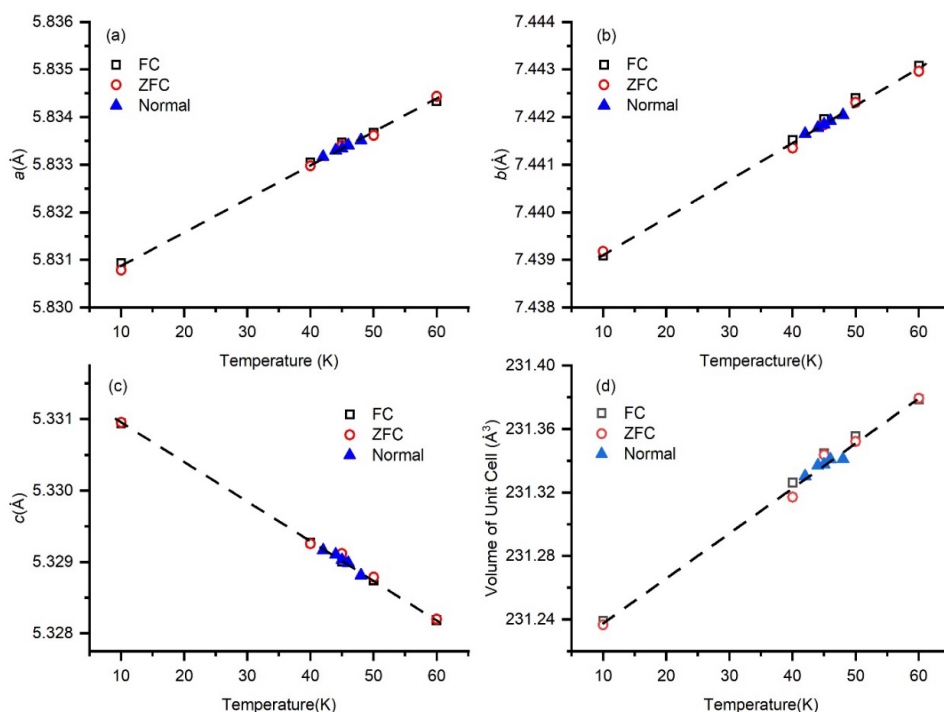 (a)
FC
ZFC
Normal
a(Å)
5.836
5.835
5.834
5.833
5.832
5.831
5.830
10 20 30 40 50 60
Temperature (K)
(b)
FC
ZFC
Normal
b(Å)
7.444
7.443
7.442
7.441
7.440
7.439
7.438
10 20 30 40 50 60
Temperacture(K)
(c)
FC
ZFC
Normal
c(Å)
5.331
5.330
5.329
5.328
10 20 30 40 50 60
Temperature(K)
(d)
FC
ZFC
Normal
Volume of Unit Cell (Å³)
231.40
231.36
231.32
231.28
231.24
10 20 30 40 50 60
Temperature(K)